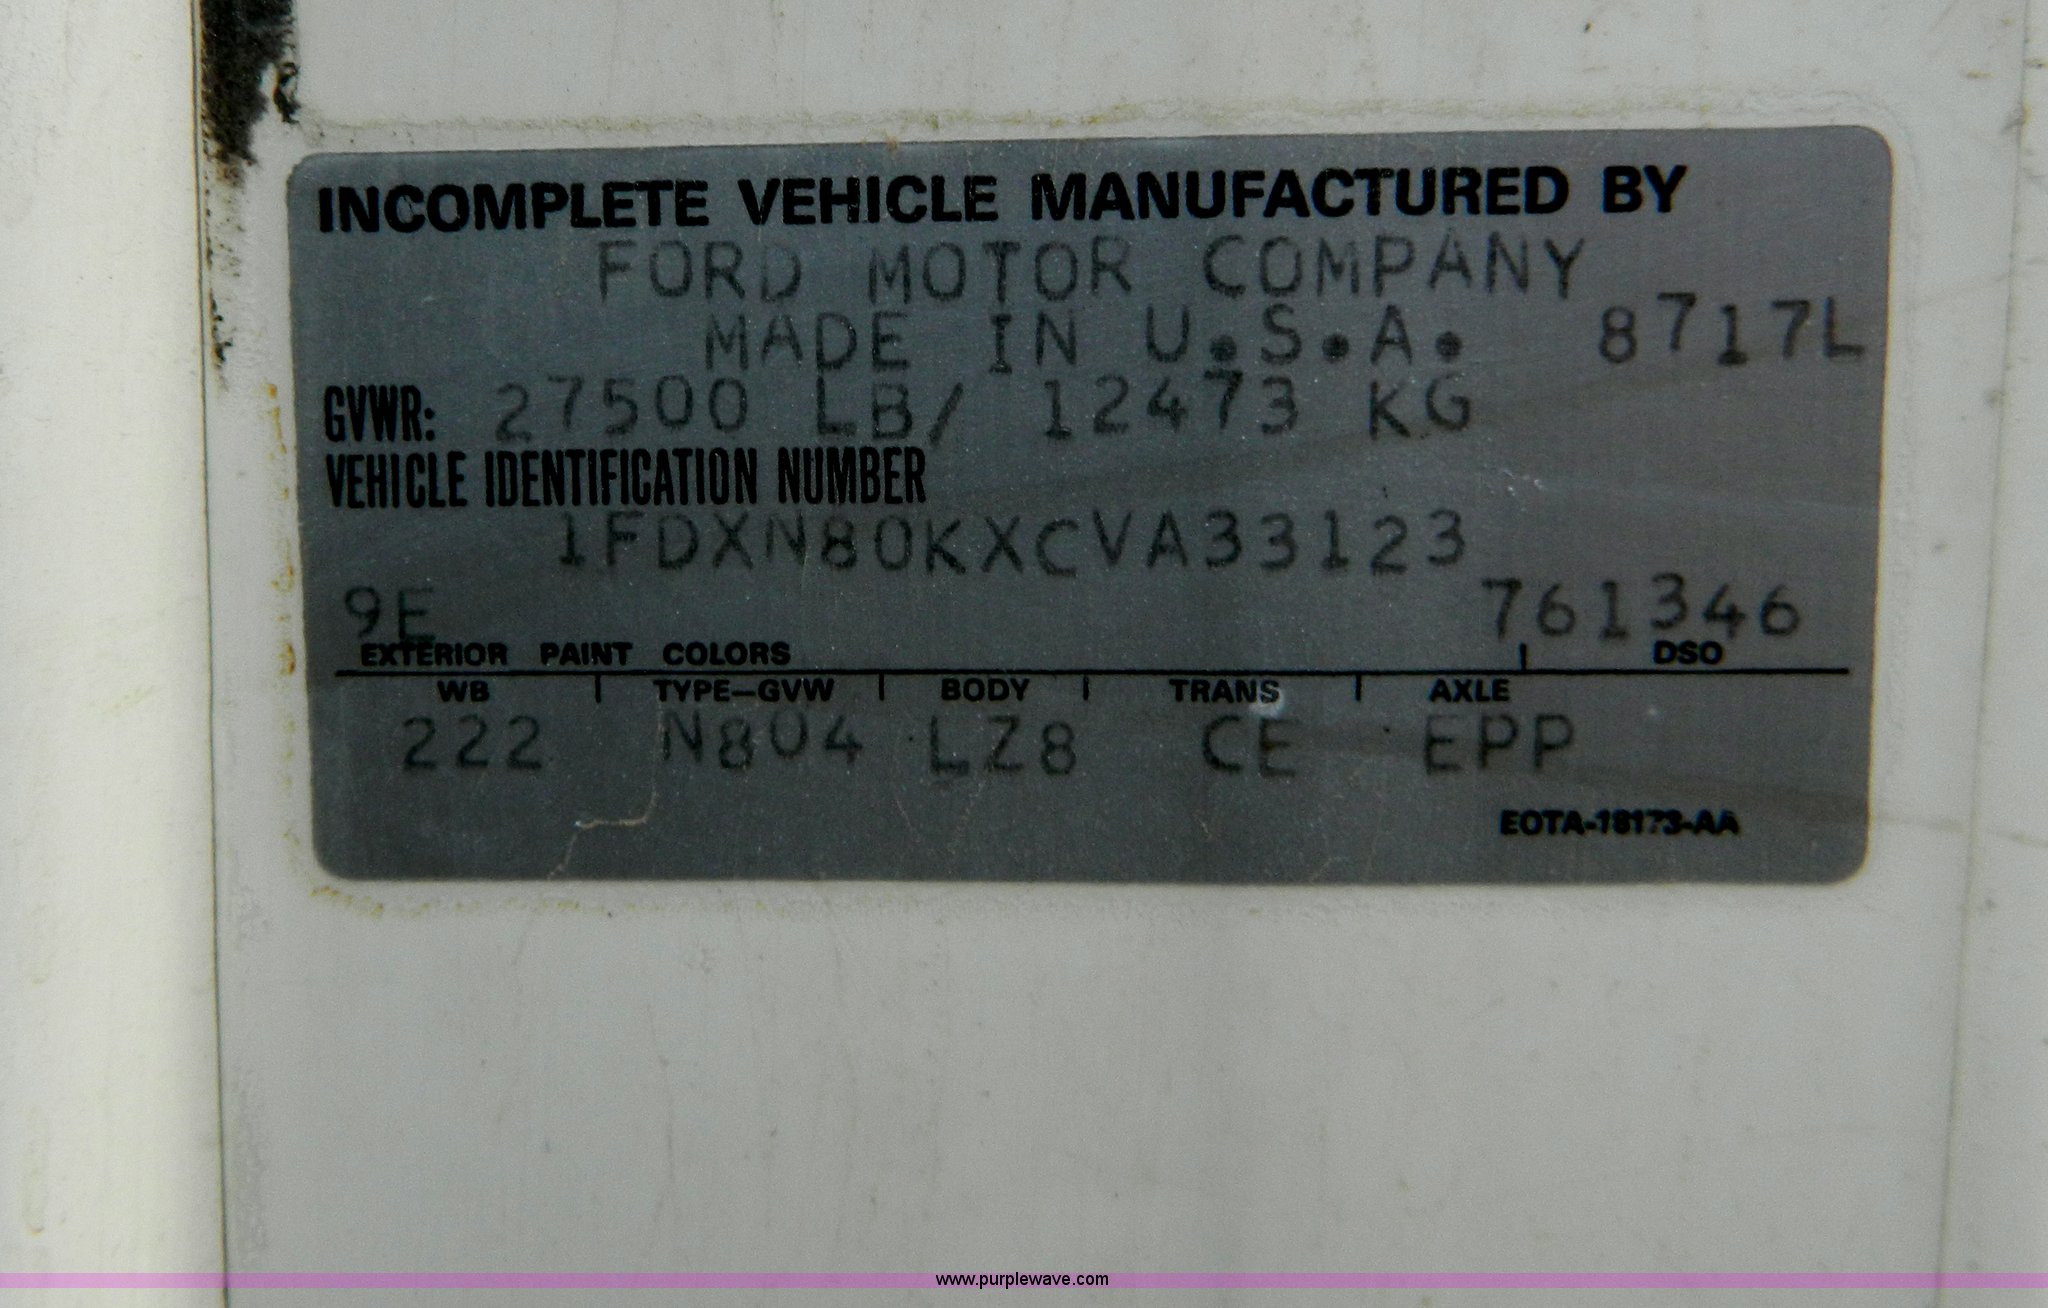 INCOMPLETE VEHICLE MANUFACTURED BY
FORD MOTOR COMPANY
MADE IN U.S.A. 8717L
GVWR: 27500 LB/ 12473 KG
VEHICLE IDENTIFICATION NUMBER
1FDXN80KXCVA33123
9E 761346
EXTERIOR PAINT COLORS DSO
WB TYPE-GVW BODY TRANS AXLE
222 N804 LZ8 CE EPP
EOTA-18173-AA
www.purplewave.com